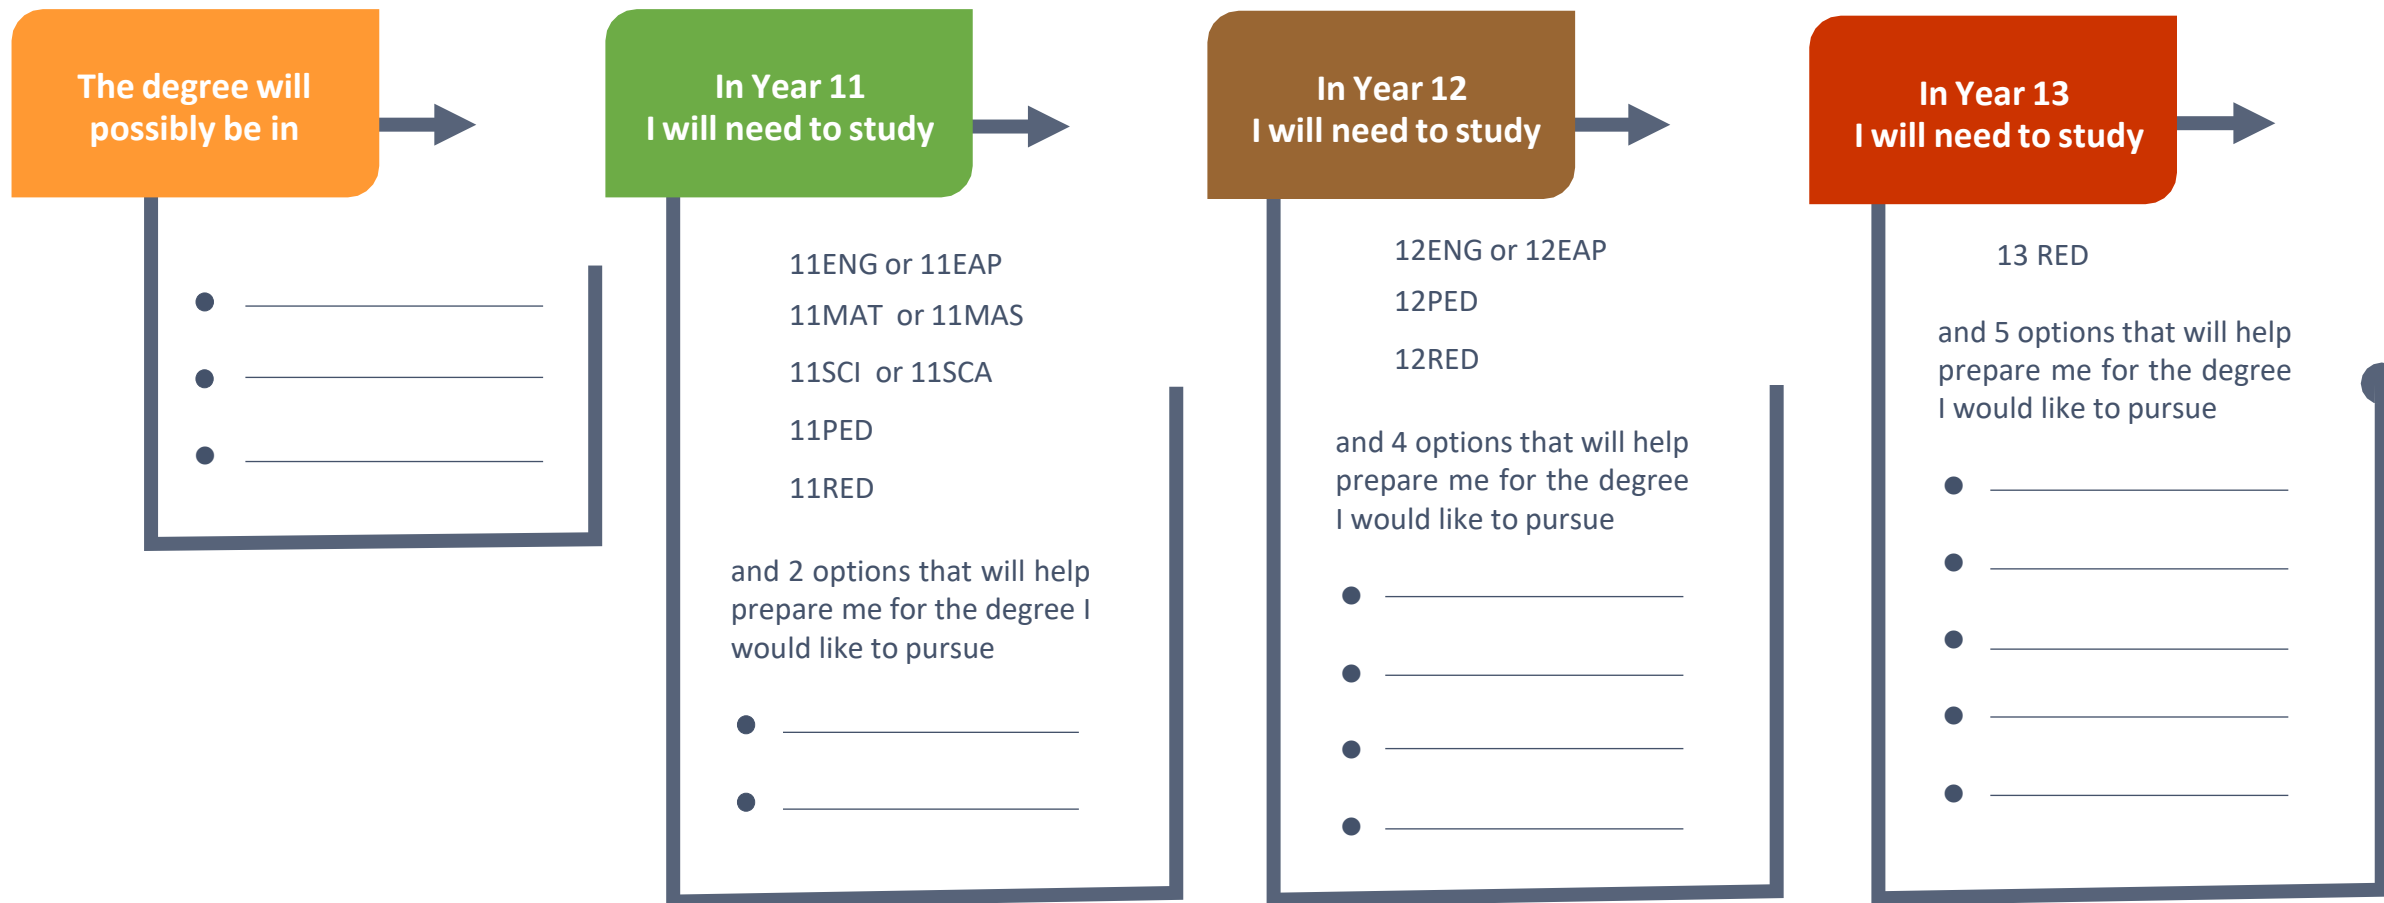 The degree will
possibly be in
In Year 11
I will need to study
11ENG or 11EAP
11MAT or 11MAS
11SCI or 11SCA
11PED
11RED
and 2 options that will help
prepare me for the degree I
would like to pursue
In Year 12
I will need to study
12ENG or 12EAP
12PED
12RED
and 4 options that will help
prepare me for the degree
I would like to pursue
In Year 13
I will need to study
13 RED
and 5 options that will help
prepare me for the degree
I would like to pursue